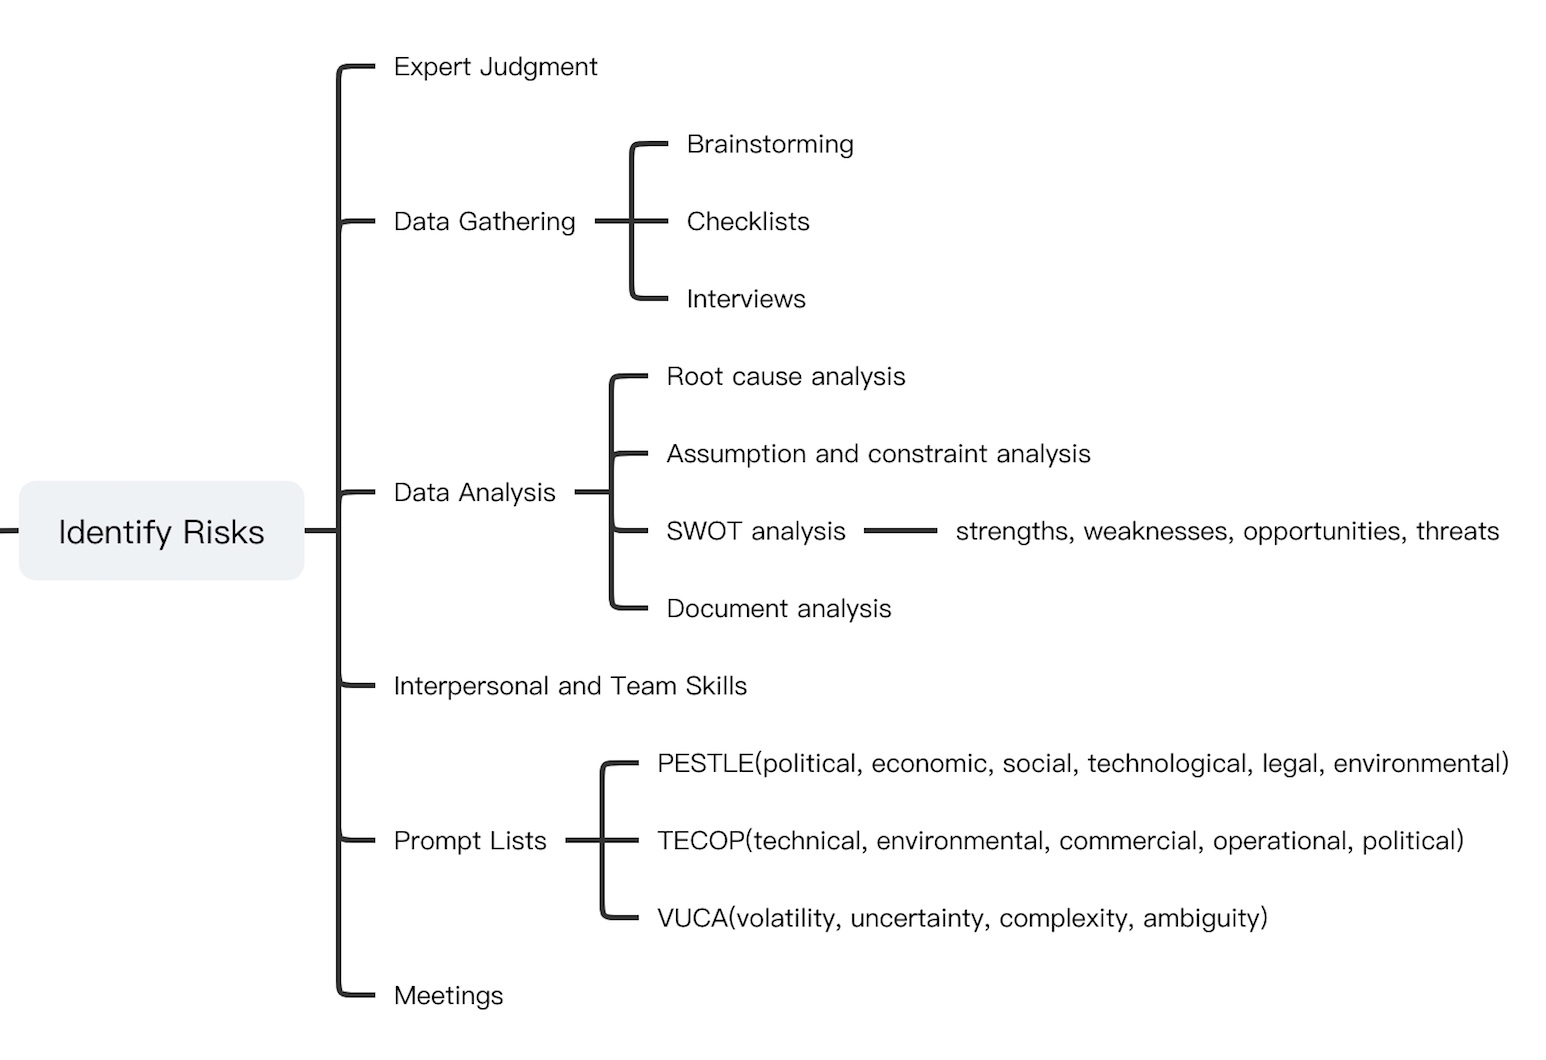 Expert Judgment
Brainstorming
Data Gathering
Checklists
Interviews
Root cause analysis
Assumption and constraint analysis
Data Analysis
Identify Risks
SWOT analysis
strengths, weaknesses, opportunities, threats
Document analysis
Interpersonal and Team Skills
PESTLE(political, economic, social, technological, legal, environmental)
Prompt Lists
TECOP(technical, environmental, commercial, operational, political)
VUCA(volatility, uncertainty, complexity, ambiguity)
Meetings